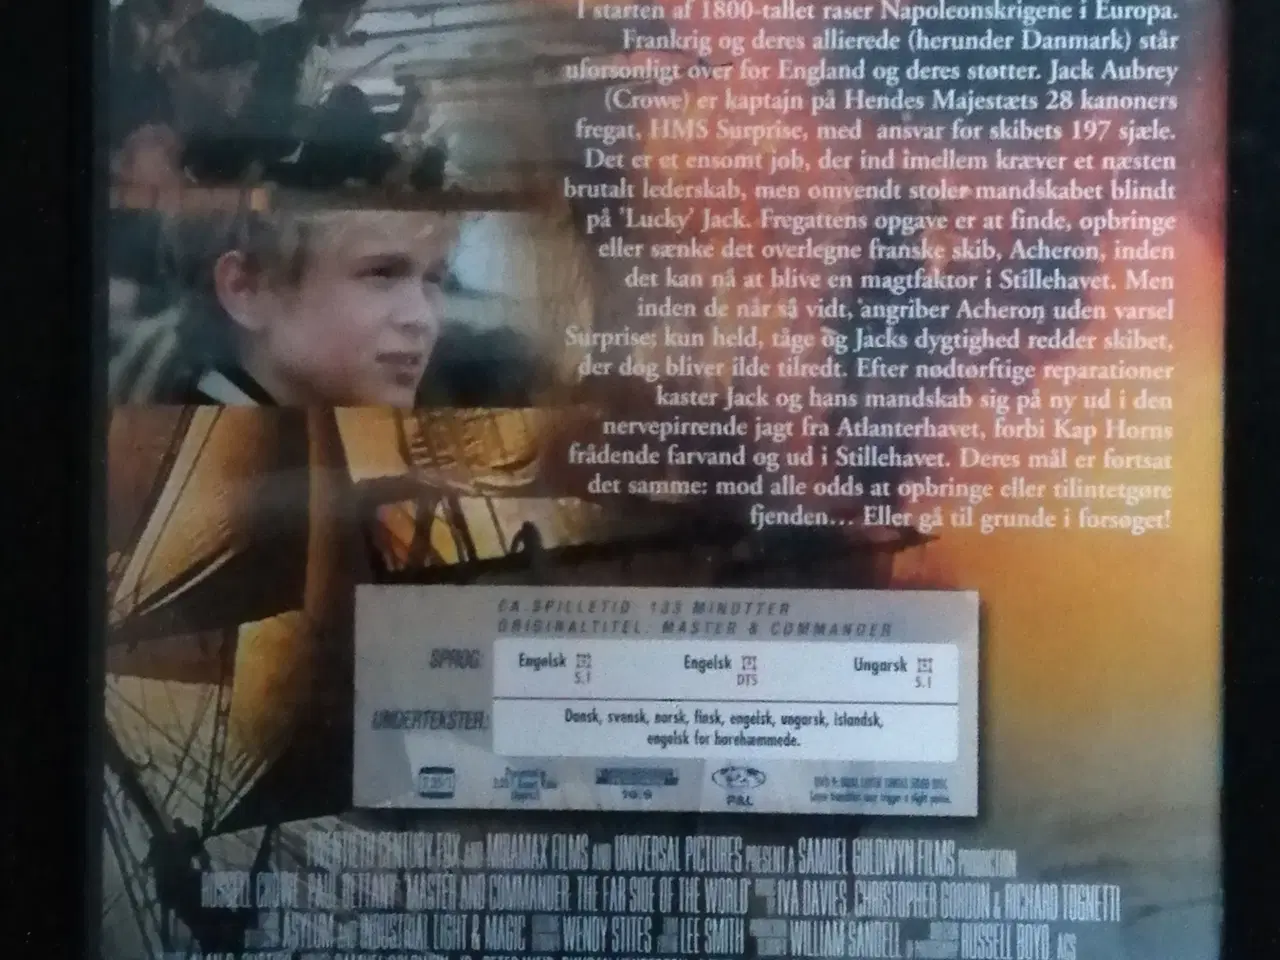 I starten af 1800-tallet raser Napoleonskrigene i Europa.
Frankrig og deres allierede (herunder Danmark) står
uforsonligt over for England og deres støtter. Jack Aubrey
(Crowe) er kaptajn på Hendes Majestæts 28 kanoners
fregat, HMS Surprise, med ansvar for skibets 197 sjæle.
Det er et ensomt job, der ind imellem kræver et næsten
brutalt lederskab, men omvendt stoler mandskabet blindt
på 'Lucky' Jack. Fregattens opgave er at finde, opbringe
eller sænke det overlegne franske skib, Acheron, inden
det kan nå at blive en magtfaktor i Stillehavet. Men
inden de når så vidt, angriber Acheron uden varsel
Surprise; kun held, tåge og Jacks dygtighed redder skibet,
der dog bliver ilde tilredt. Efter nødtørftige reparationer
kaster Jack og hans mandskab sig på ny ud i den
nervepirrende jagt fra Atlanterhavet, forbi Kap Horns
frådende farvand og ud i Stillehavet. Deres mål er fortsat
det samme: mod alle odds at opbringe eller tilintetgøre
fjenden... Eller gå til grunde i forsøget!
CA. SPILLETID: 133 MINUTTER
ORIGINALTITEL: MASTER & COMMANDER
SPROG: Engelsk 5.1 Engelsk DTS Ungarsk 5.1
UNDERTEKSTER: Dansk, svensk, norsk, finsk, engelsk, ungarsk, islandsk,
engelsk for hørehæmmede.
16:9 PAL
TWENTIETH CENTURY FOX AND MIRAMAX FILMS AND UNIVERSAL PICTURES PRESENT A SAMUEL GOLDWYN FILMS PRODUCTION
RUSSELL CROWE PAUL BETTANY "MASTER AND COMMANDER: THE FAR SIDE OF THE WORLD" IVA DAVIES, CHRISTOPHER GORDON & RICHARD TOGNETTI
ASYLUM AND INDUSTRIAL LIGHT & MAGIC WENDY STITES LEE SMITH WILLIAM SANDELL RUSSELL BOYD, ACS